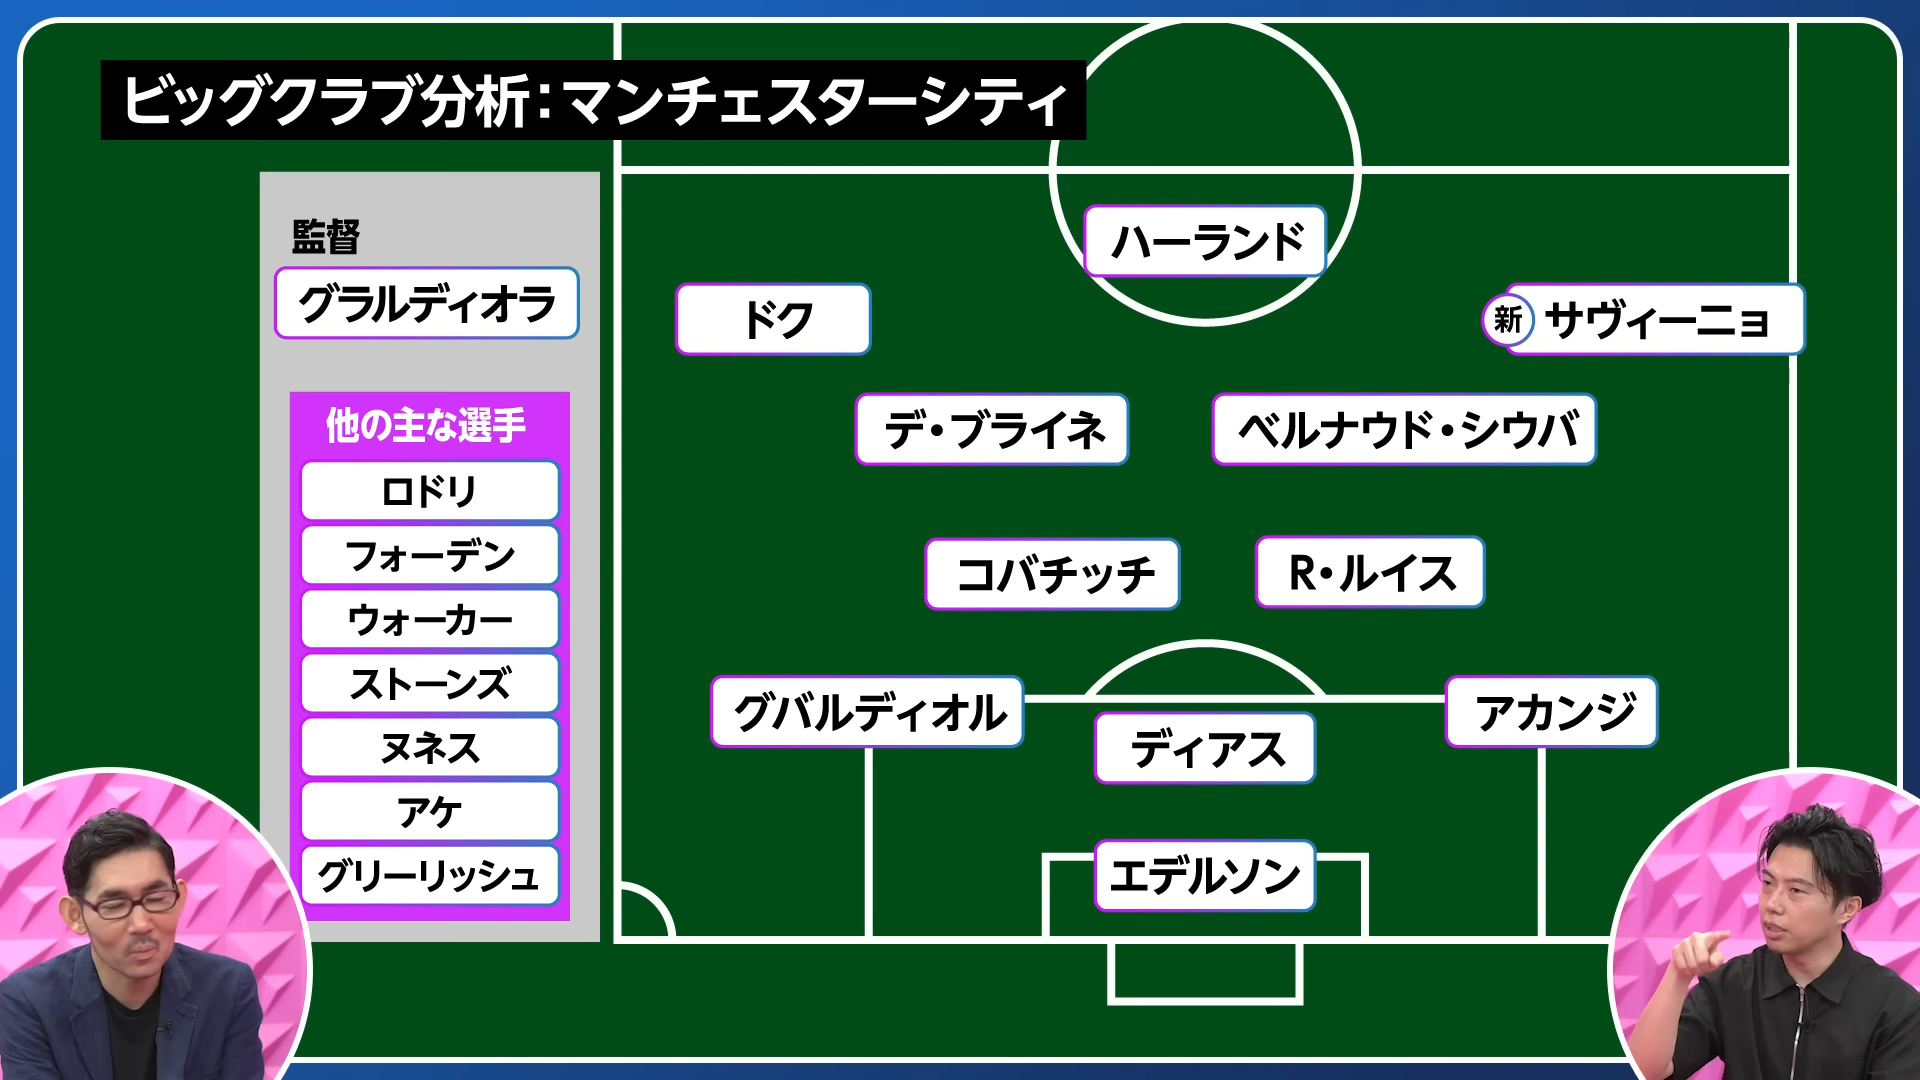 ビッグクラブ分析：マンチェスターシティ
監督
グラルディオラ
他の主な選手
ロドリ
フォーデン
ウォーカー
ストーンズ
ヌネス
アケ
グリーリッシュ
ハーランド
ドク
新 サヴィーニョ
デ・ブライネ
ベルナウド・シウバ
コバチッチ
R・ルイス
グバルディオル
ディアス
アカンジ
エデルソン